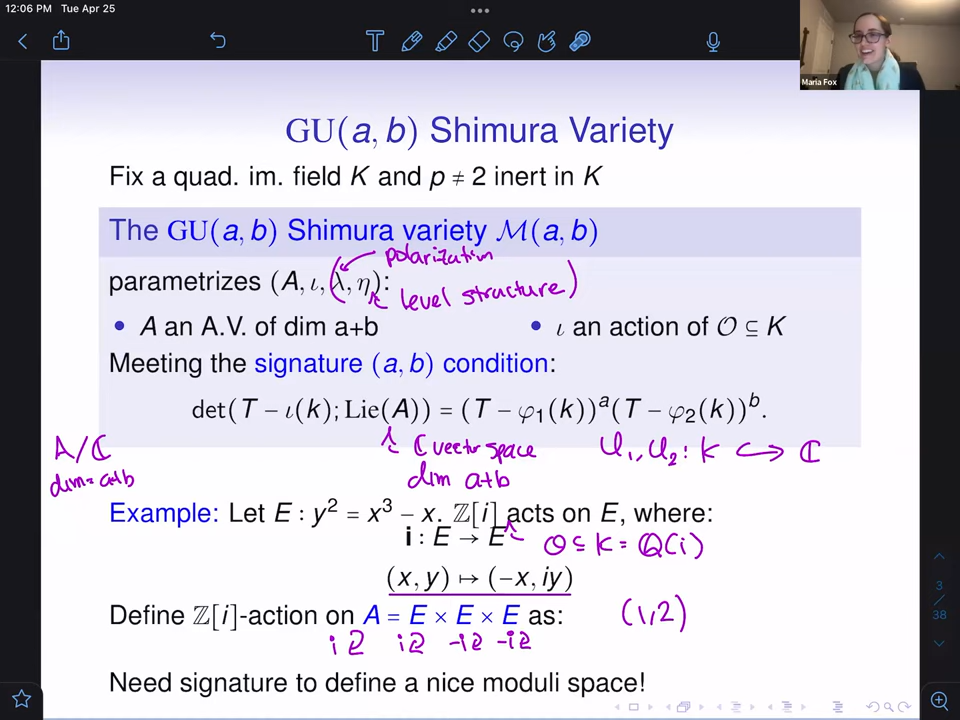 12:06 PM Tue Apr 25
Maria Fox
GU(a, b) Shimura Variety
Fix a quad. im. field K and p ≠ 2 inert in K
The GU(a, b) Shimura variety M(a, b)
polarization
parametrizes (A, ι, (λ, η):
level structure)
• A an A.V. of dim a+b
• ι an action of O ⊆ K
Meeting the signature (a, b) condition:
det(T − ι(k); Lie(A)) = (T − φ₁(k))ᵃ(T − φ₂(k))ᵇ.
A/ℂ
dim = a+b
ℂ vector space
dim a+b
φ₁, φ₂ : K ↪ ℂ
Example: Let E : y² = x³ − x. ℤ[i] acts on E, where:
i : E → E
O ⊆ K = ℚ(i)
(x, y) ↦ (−x, iy)
Define ℤ[i]-action on A = E × E × E as:
(1,2)
Need signature to define a nice moduli space!
3
/
38